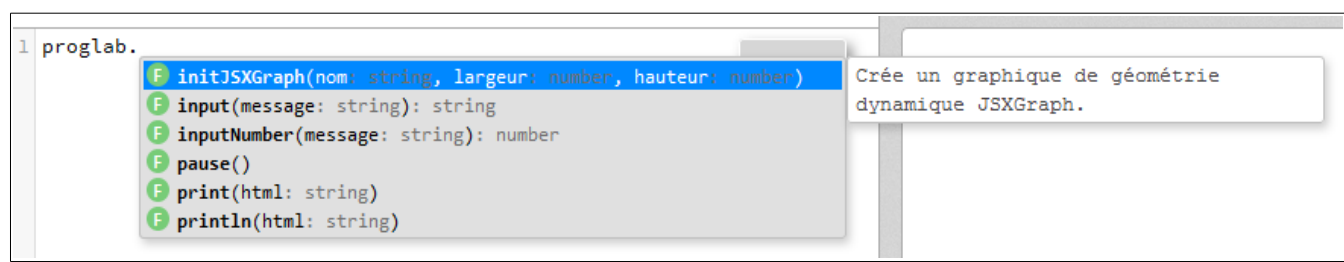 1 proglab.
F initJSXGraph(nom: string, largeur: number, hauteur: number)
F input(message: string): string
F inputNumber(message: string): number
F pause()
F print(html: string)
F println(html: string)
Crée un graphique de géométrie
dynamique JSXGraph.